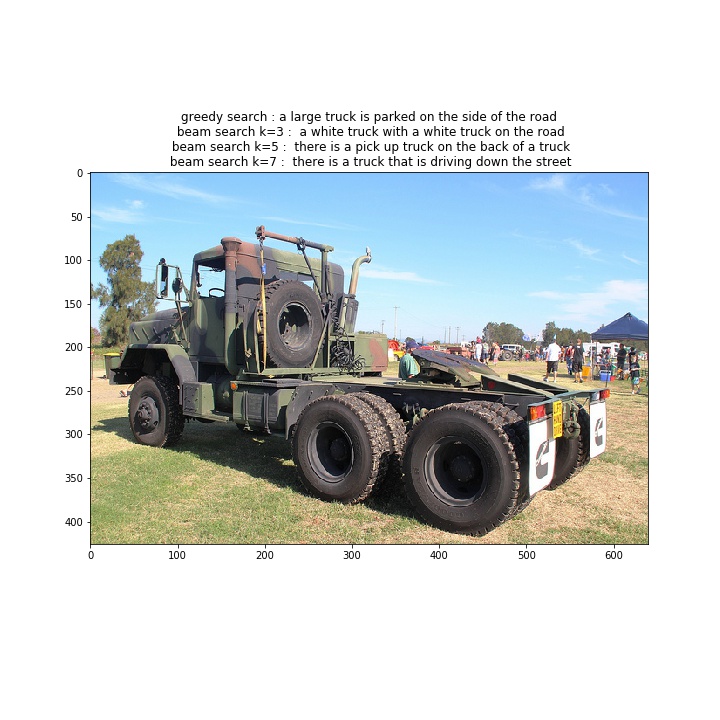 greedy search : a large truck is parked on the side of the road
beam search k=3 :  a white truck with a white truck on the road
beam search k=5 :  there is a pick up truck on the back of a truck
beam search k=7 :  there is a truck that is driving down the street
0
50
100
150
200
250
300
350
400
0 100 200 300 400 500 600